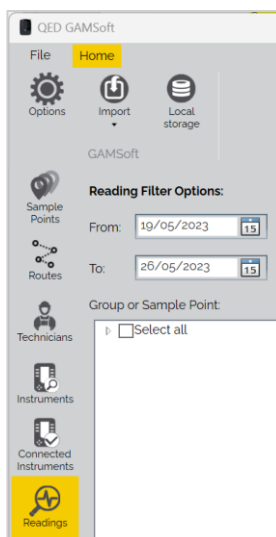 QED GAMSoft
File Home
Options
Import
Local
storage
GAMSoft
Sample
Points
Routes
Technicians
Instruments
Connected
Instruments
Readings
Reading Filter Options:
From: 19/05/2023 15
To: 26/05/2023 15
Group or Sample Point:
Select all